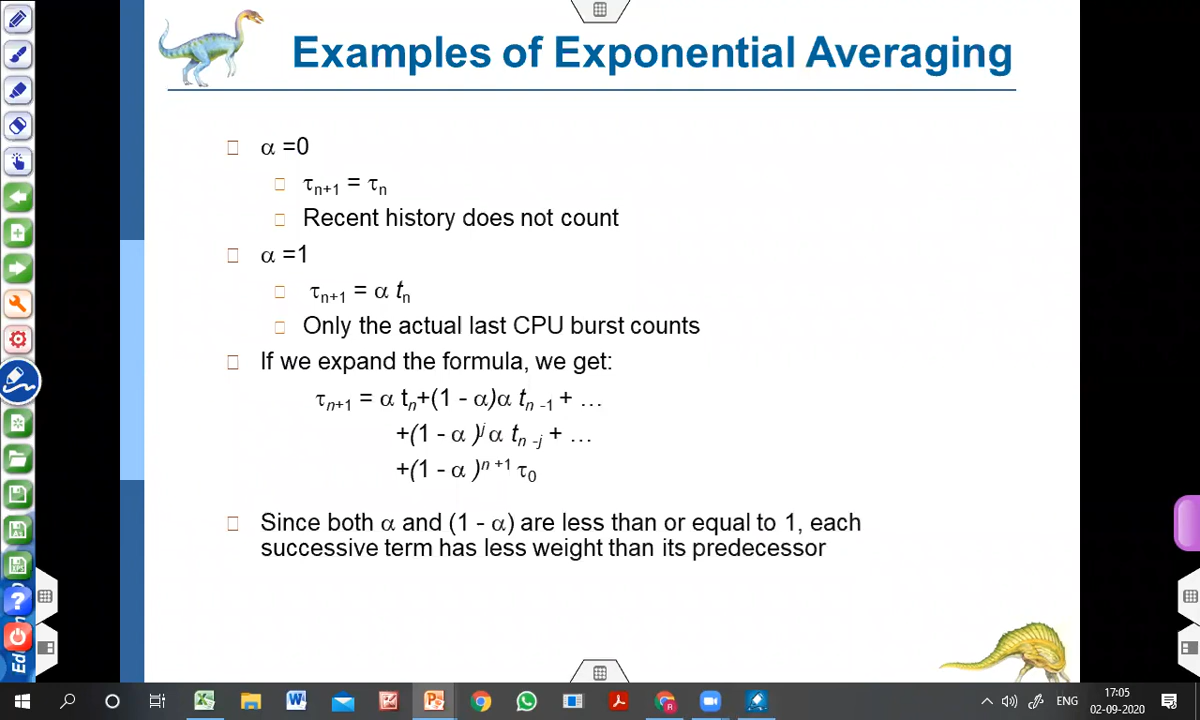 Examples of Exponential Averaging
α =0
τn+1 = τn
Recent history does not count
α =1
τn+1 = α tn
Only the actual last CPU burst counts
If we expand the formula, we get:
τn+1 = α tn+(1 - α)α tn -1 + …
+(1 - α )j α tn -j + …
+(1 - α )n +1 τ0
Since both α and (1 - α) are less than or equal to 1, each
successive term has less weight than its predecessor
ENG
17:05
02-09-2020